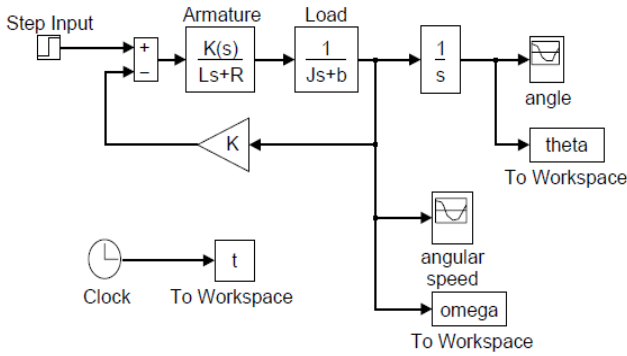 Step Input
Armature
Load
+
−
K(s)
Ls+R
1
Js+b
1
s
angle
K
theta
To Workspace
angular
speed
Clock
t
To Workspace
omega
To Workspace